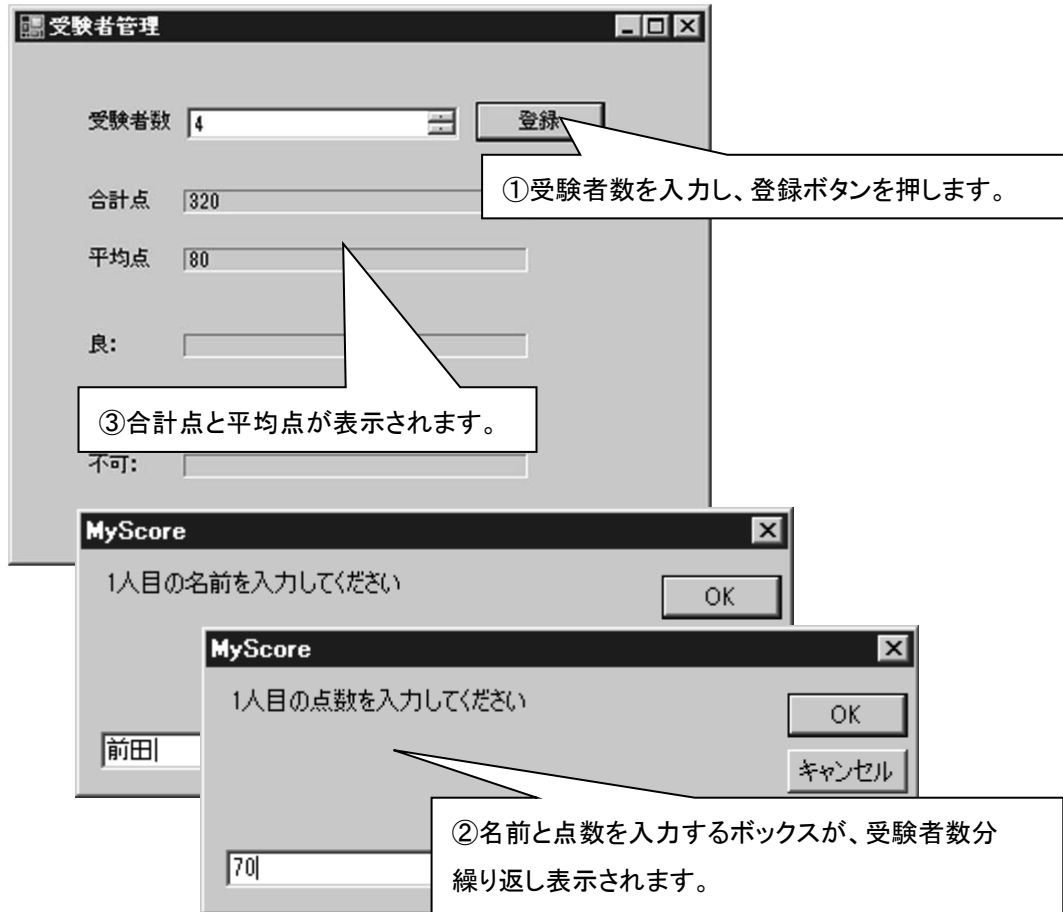 受験者管理
受験者数 4 登録
①受験者数を入力し、登録ボタンを押します。
合計点 320
平均点 80
良:
③合計点と平均点が表示されます。
不可:
MyScore
1人目の名前を入力してください
OK
MyScore
1人目の点数を入力してください
OK
前田
キャンセル
②名前と点数を入力するボックスが、受験者数分
繰り返し表示されます。
70